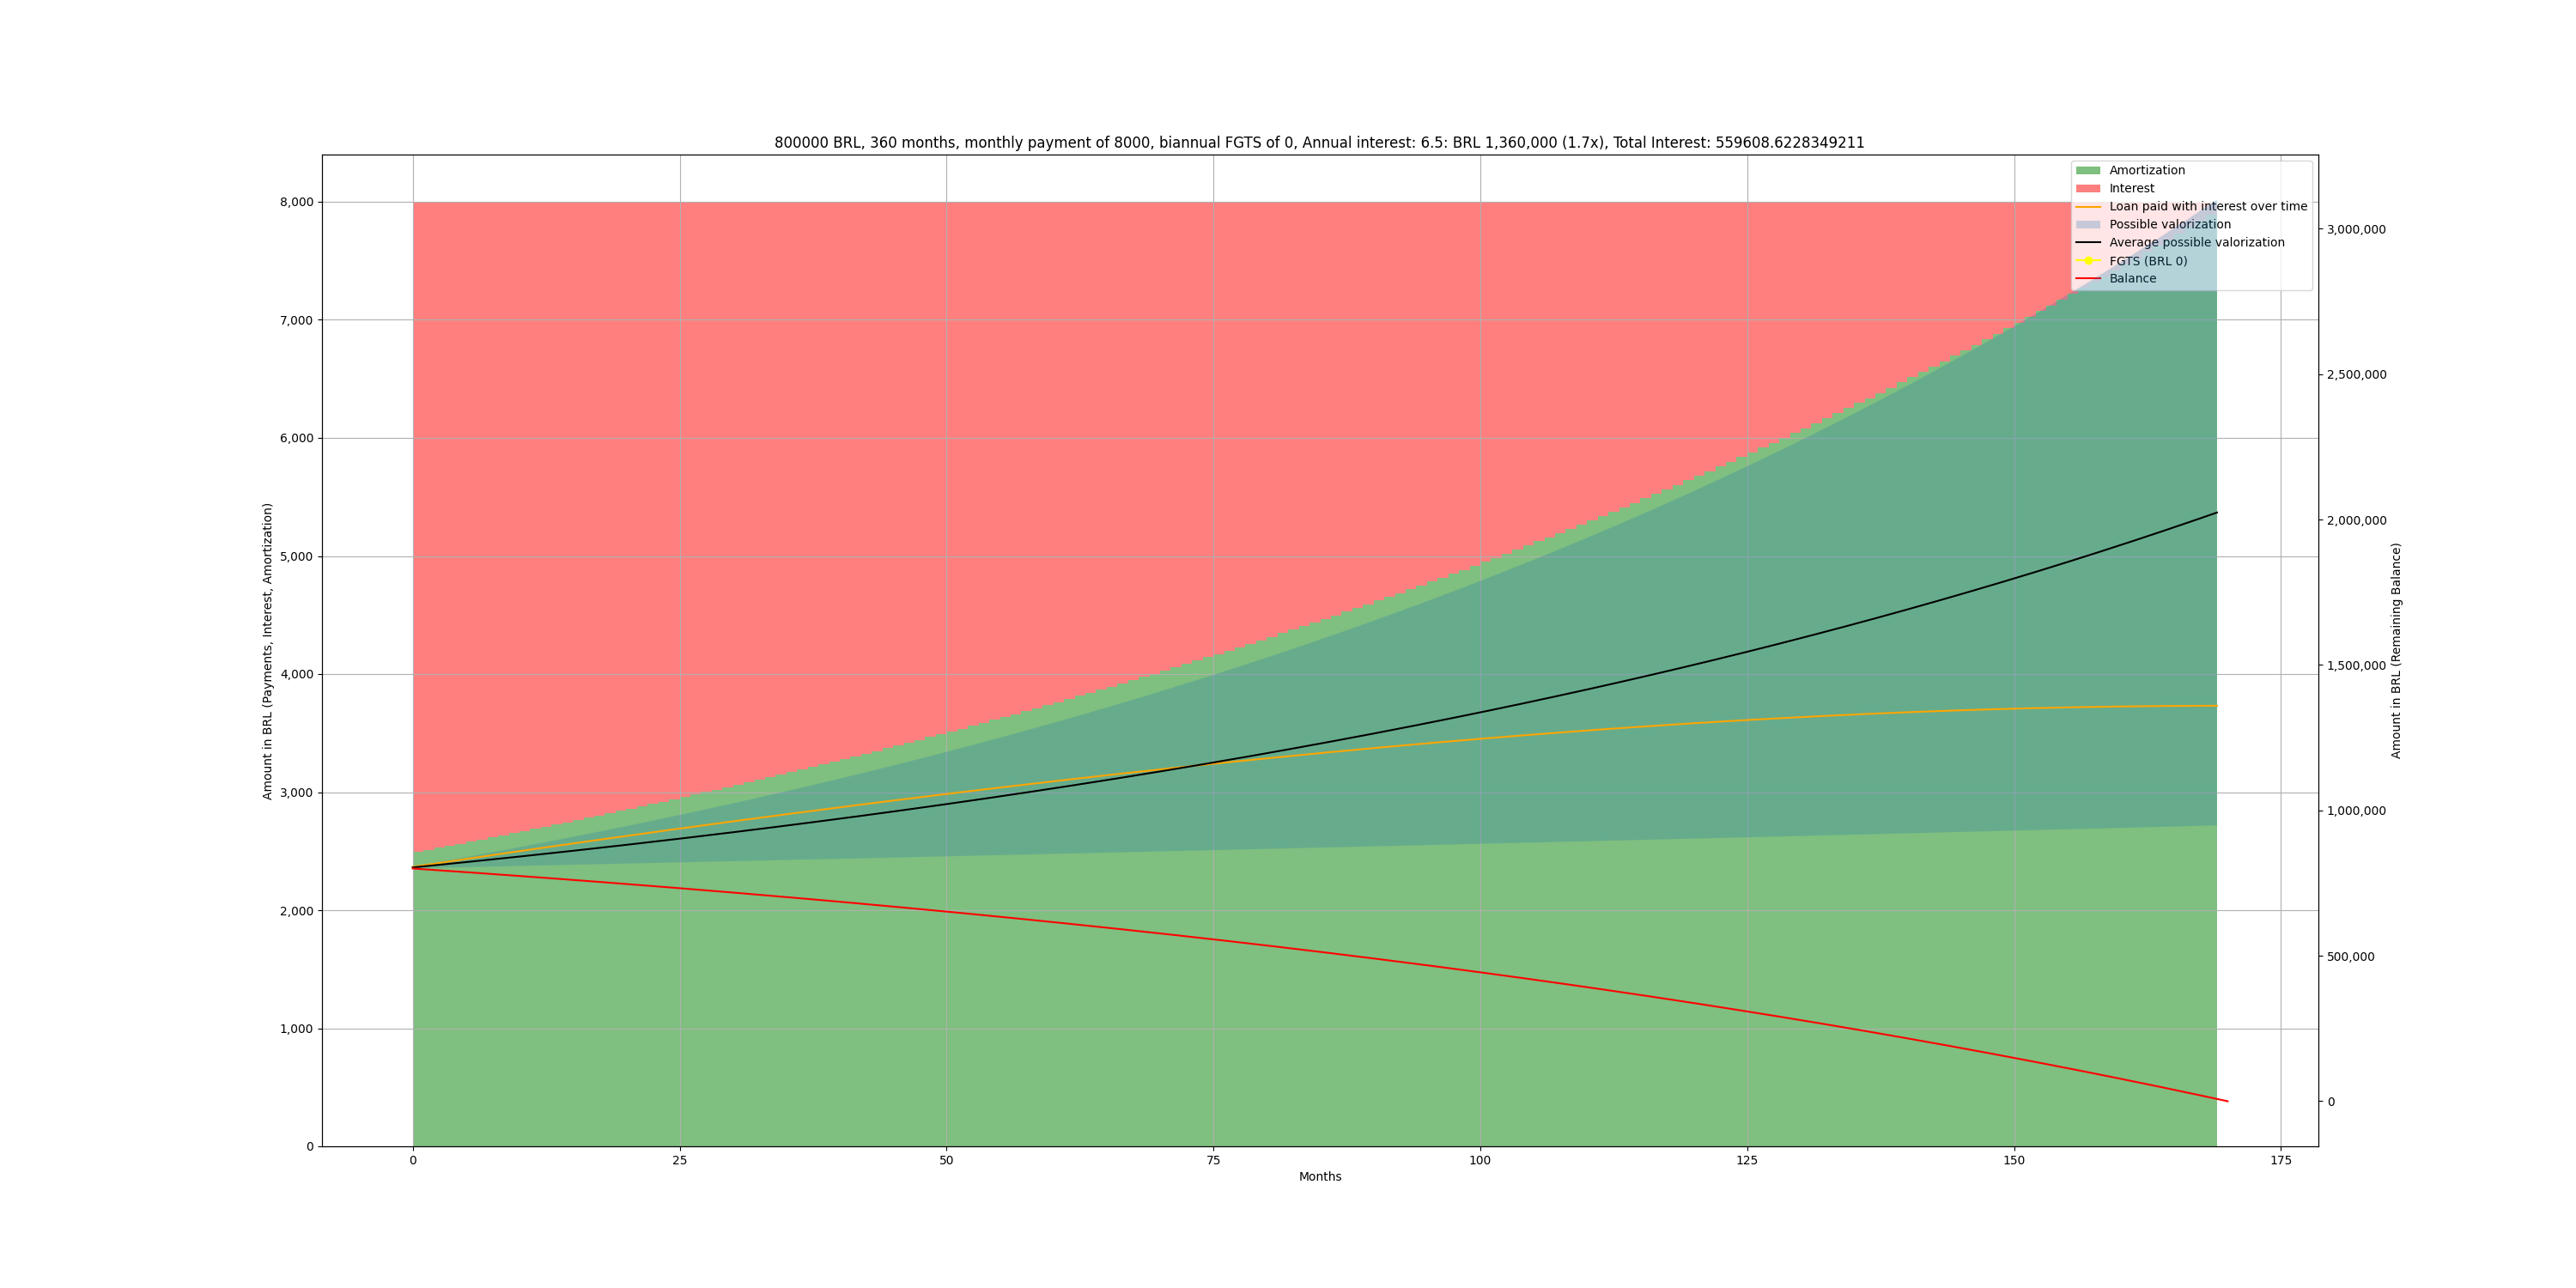 800000 BRL, 360 months, monthly payment of 8000, biannual FGTS of 0, Annual interest: 6.5: BRL 1,360,000 (1.7x), Total Interest: 559608.6228349211
Amortization
Interest
Loan paid with interest over time
Possible valorization
Average possible valorization
FGTS (BRL 0)
Balance
Amount in BRL (Payments, Interest, Amortization)
8,000
7,000
6,000
5,000
4,000
3,000
2,000
1,000
0
3,000,000
2,500,000
2,000,000
1,500,000
1,000,000
500,000
0
Amount in BRL (Remaining Balance)
0
25
50
75
100
125
150
175
Months